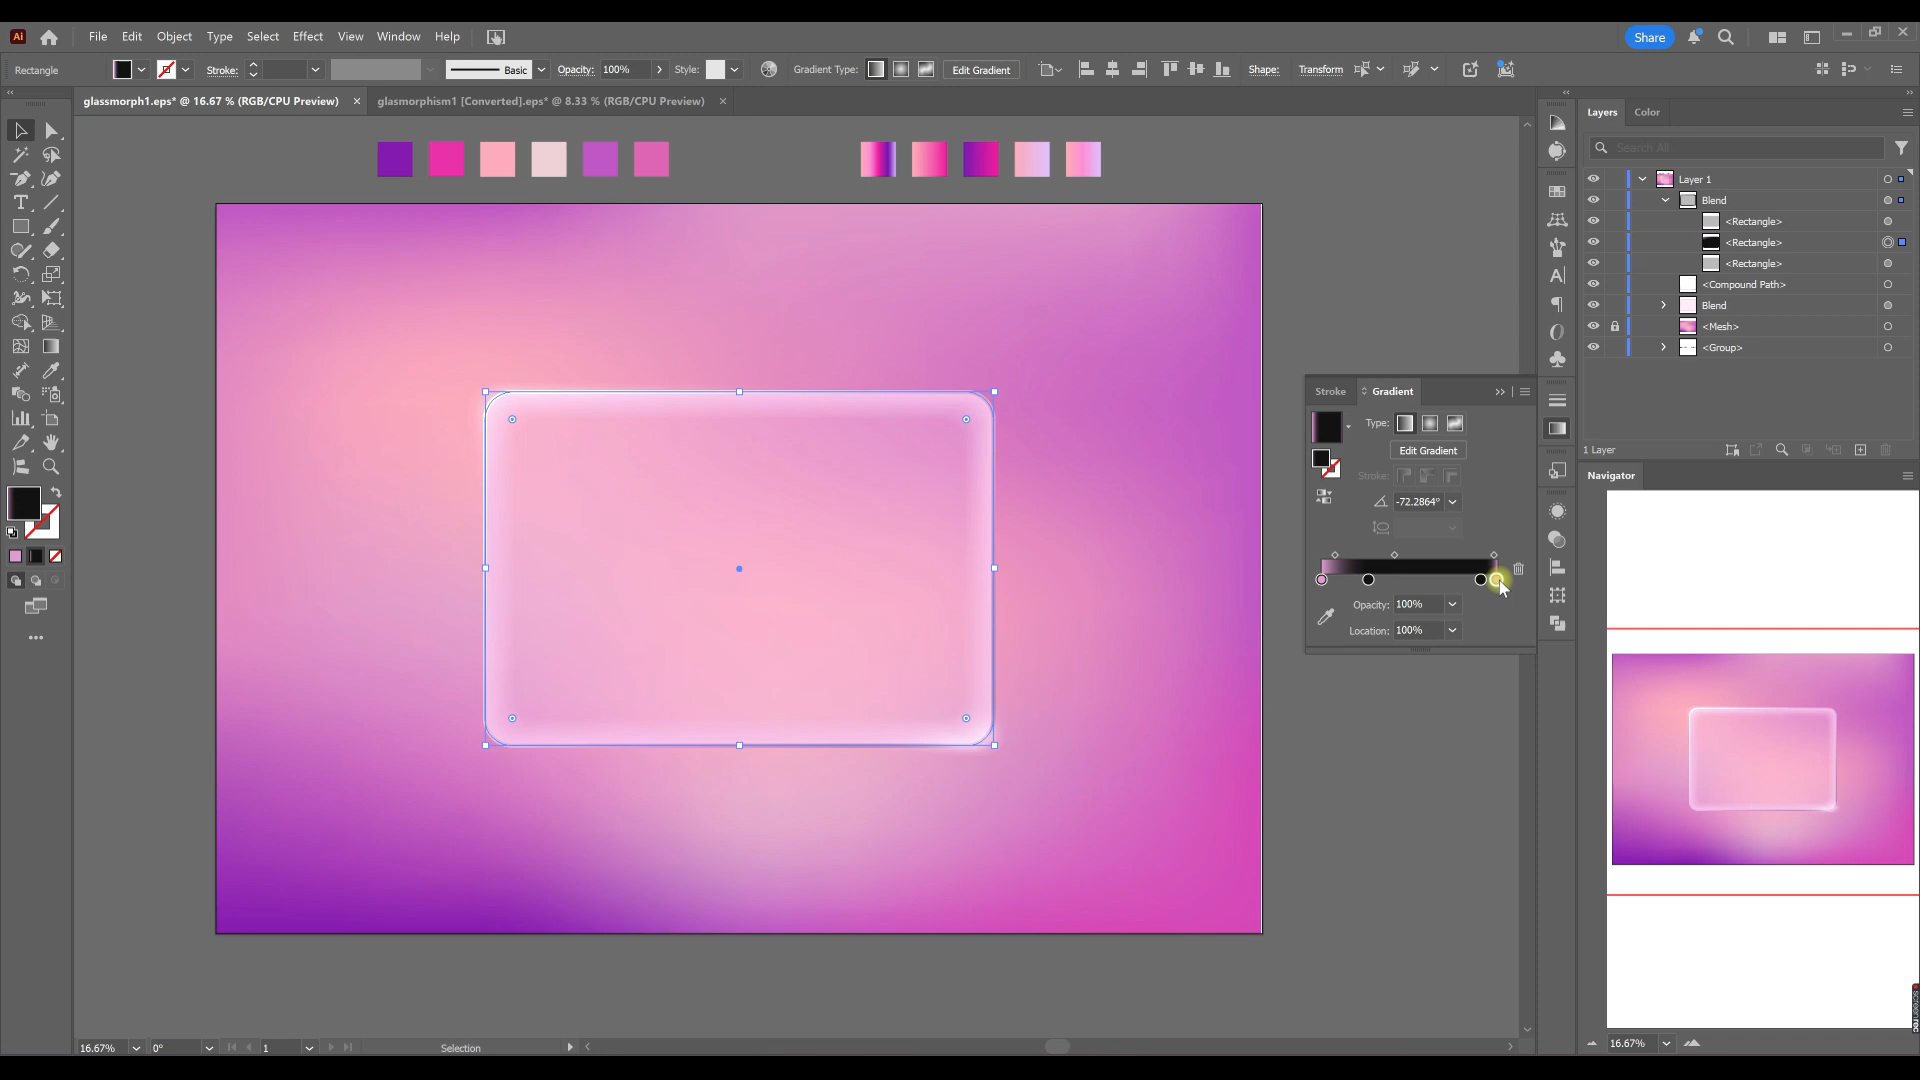 Ai
File Edit Object Type Select Effect View Window Help
Share
Rectangle
Stroke:
Basic
Opacity: 100%
Style:
Gradient Type:
Edit Gradient
Shape:
Transform
glassmorph1.eps* @ 16.67 % (RGB/CPU Preview)
glasmorphism1 [Converted].eps* @ 8.33 % (RGB/CPU Preview)
Layers Color
Search All
Layer 1
Blend
<Rectangle>
<Rectangle>
<Rectangle>
<Compound Path>
Blend
<Mesh>
<Group>
1 Layer
Navigator
Stroke Gradient
Type:
Edit Gradient
Stroke:
-72.2864°
Opacity: 100%
Location: 100%
16.67%
0°
1
Selection
16.67%